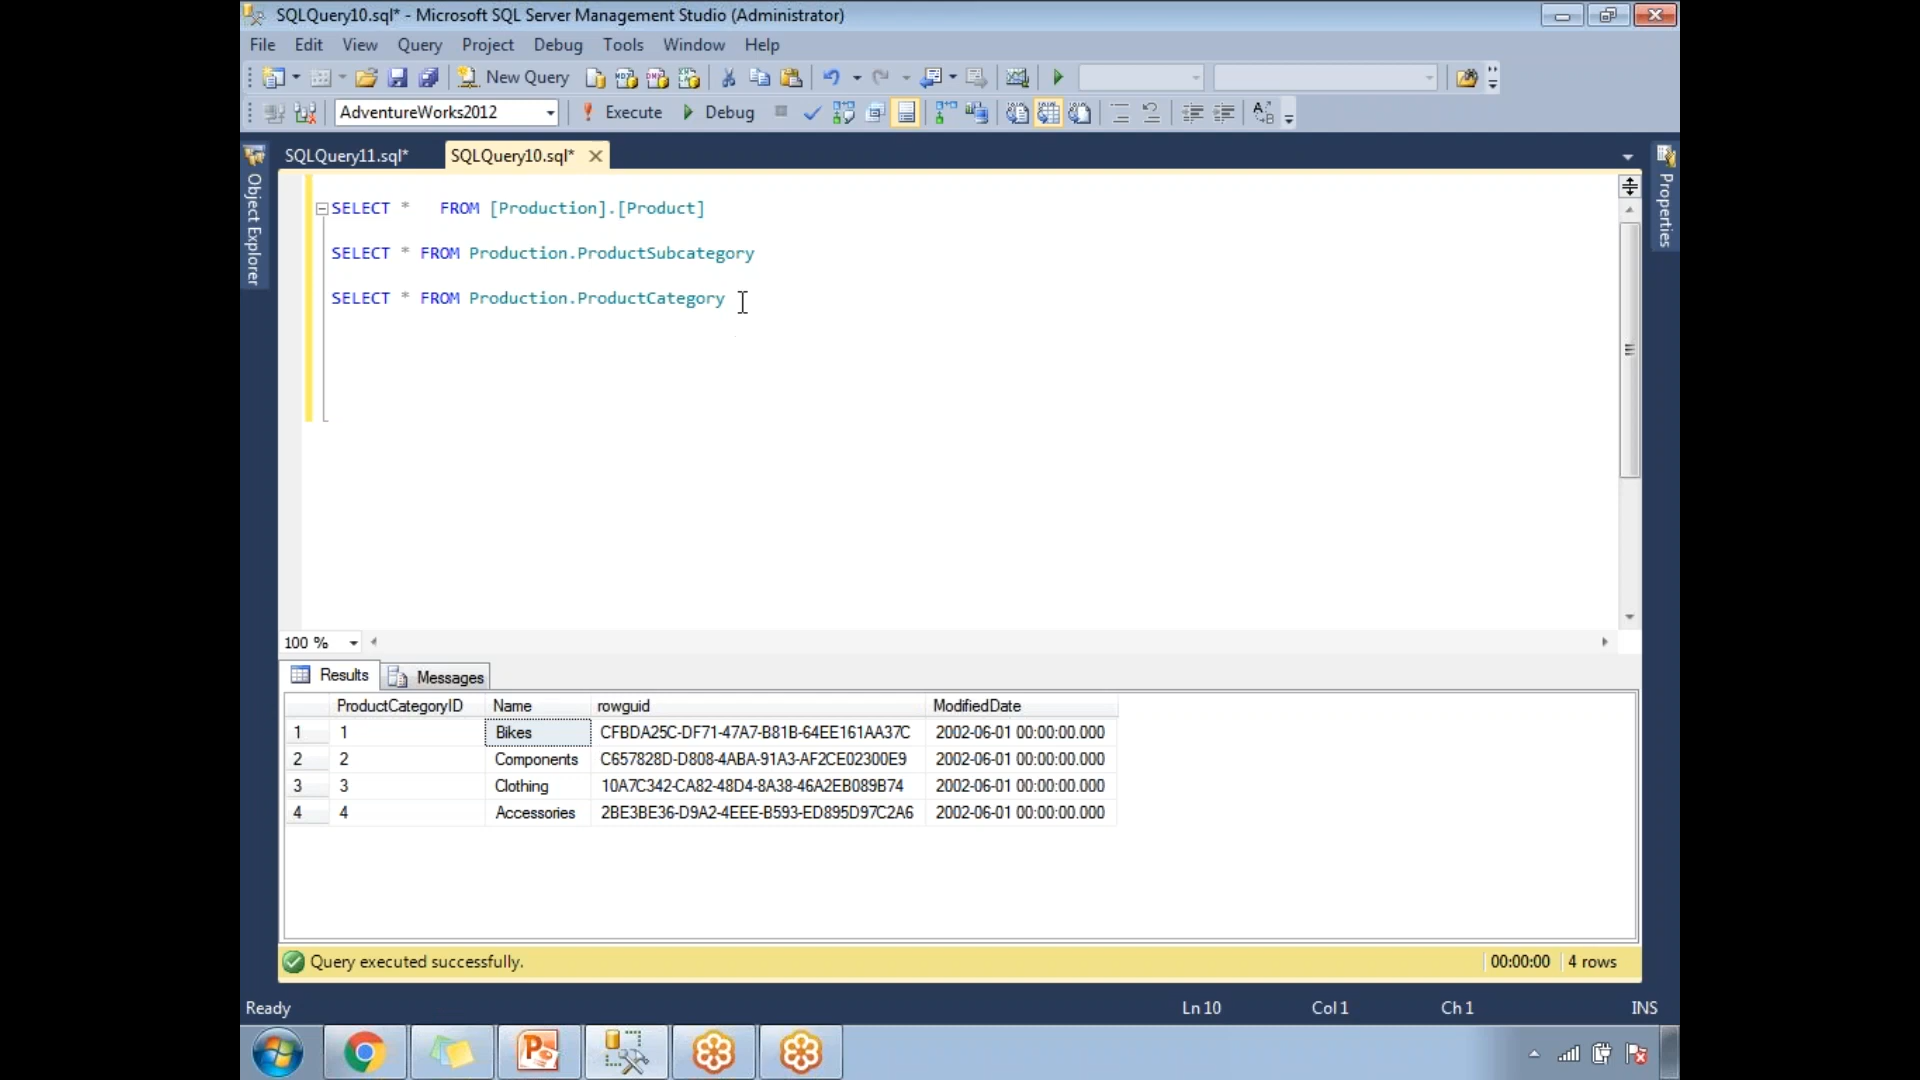 SQLQuery10.sql* - Microsoft SQL Server Management Studio (Administrator)
File Edit View Query Project Debug Tools Window Help
New Query
AdventureWorks2012 Execute Debug
SQLQuery11.sql* SQLQuery10.sql*
Object Explorer
Properties
SELECT * FROM [Production].[Product]
SELECT * FROM Production.ProductSubcategory
SELECT * FROM Production.ProductCategory
100 %
Results Messages
ProductCategoryID Name rowguid ModifiedDate
1 1 Bikes CFBDA25C-DF71-47A7-B81B-64EE161AA37C 2002-06-01 00:00:00.000
2 2 Components C657828D-D808-4ABA-91A3-AF2CE02300E9 2002-06-01 00:00:00.000
3 3 Clothing 10A7C342-CA82-48D4-8A38-46A2EB089B74 2002-06-01 00:00:00.000
4 4 Accessories 2BE3BE36-D9A2-4EEE-B593-ED895D97C2A6 2002-06-01 00:00:00.000
Query executed successfully. 00:00:00 4 rows
Ready Ln 10 Col 1 Ch 1 INS